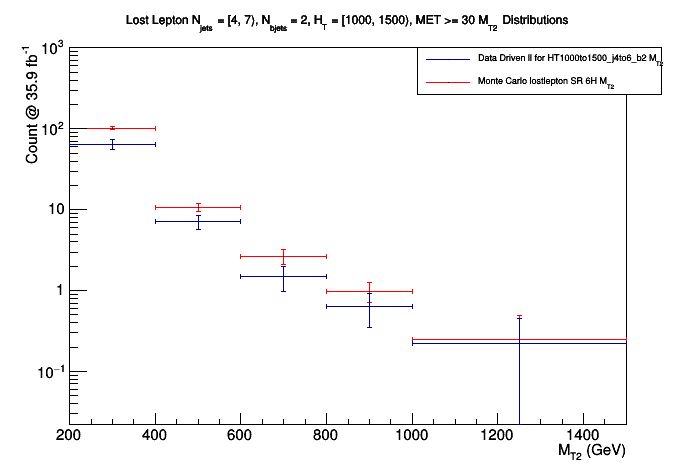 Lost Lepton N_jets = [4, 7), N_bjets = 2, H_T = [1000, 1500), MET >= 30 M_T2 Distributions
Data Driven II for HT1000to1500_j4to6_b2 M_T2
Monte Carlo lostlepton SR 6H M_T2
Count @ 35.9 fb^-1
10^3
10^2
10
1
10^−1
200 400 600 800 1000 1200 1400
M_T2 (GeV)